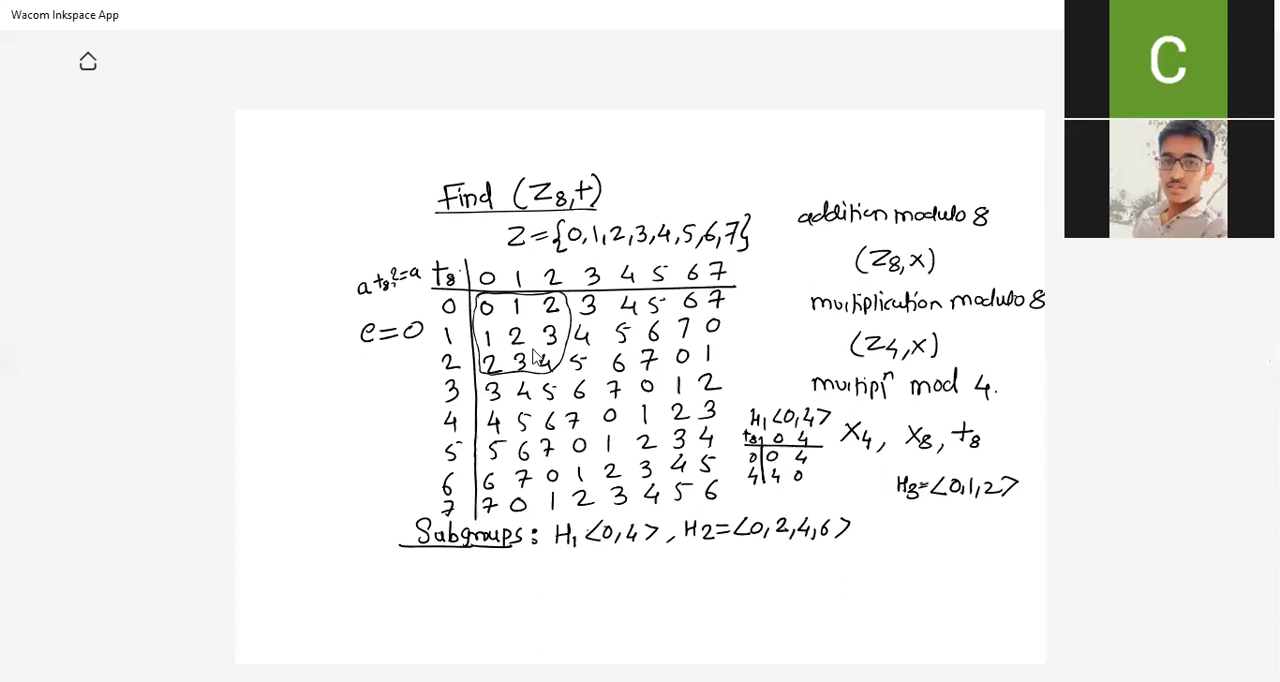 Wacom Inkspace App
C
Find (Z8,+)
Z={0,1,2,3,4,5,6,7}
a +8 ?=a
+8 0 1 2 3 4 5 6 7
0 0 1 2 3 4 5 6 7
e=0
1 1 2 3 4 5 6 7 0
2 2 3 4 5 6 7 0 1
3 3 4 5 6 7 0 1 2
4 4 5 6 7 0 1 2 3
5 5 6 7 0 1 2 3 4
6 6 7 0 1 2 3 4 5
7 7 0 1 2 3 4 5 6
Subgroups: H1 <0,4>, H2=<0,2,4,6>
addition modulo 8
(Z8,x)
multiplication modulo 8
(Z4,x)
multipln mod 4.
H1<0,4>
+8 0 4
0 0 4
4 4 0
X4, X8, +8
H3=<0,1,2>